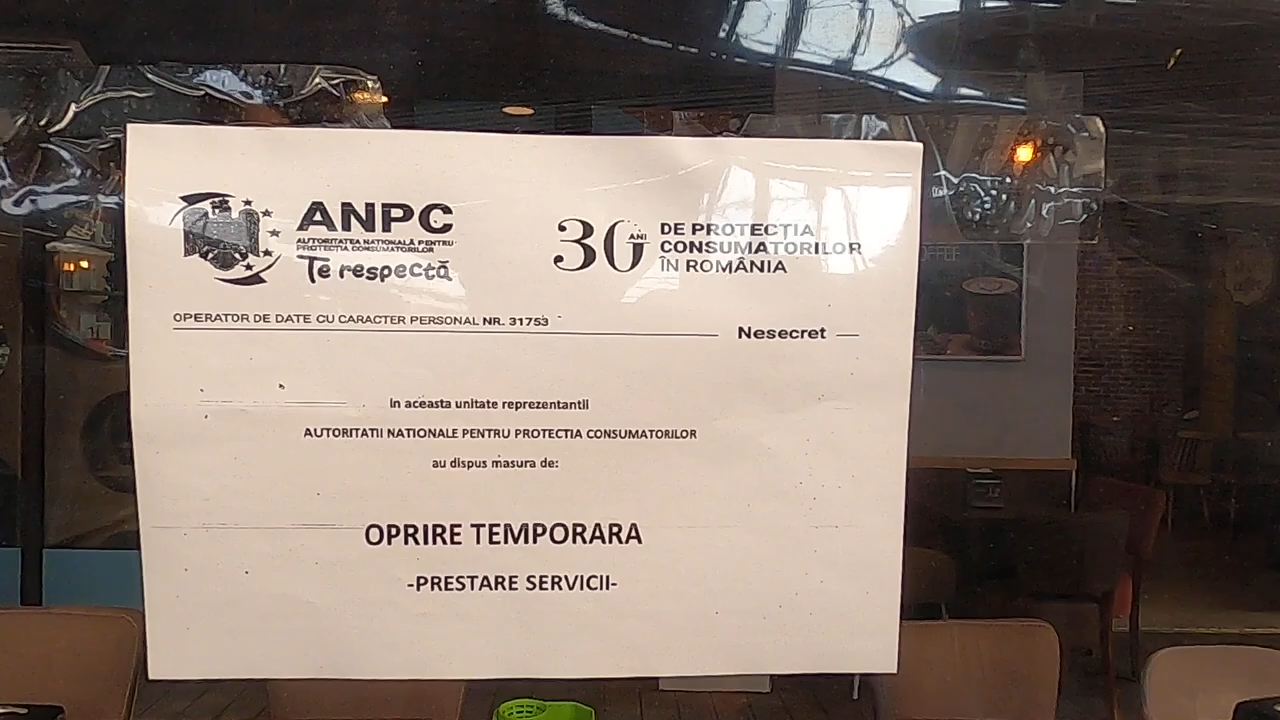 ANPC
AUTORITATEA NAȚIONALĂ PENTRU
PROTECȚIA CONSUMATORILOR
Te respectă
30 ANI
DE PROTECȚIA
CONSUMATORILOR
ÎN ROMÂNIA
OPERATOR DE DATE CU CARACTER PERSONAL NR. 31753
Nesecret
In aceasta unitate reprezentantii
AUTORITATII NATIONALE PENTRU PROTECTIA CONSUMATORILOR
au dispus masura de:
OPRIRE TEMPORARA
-PRESTARE SERVICII-